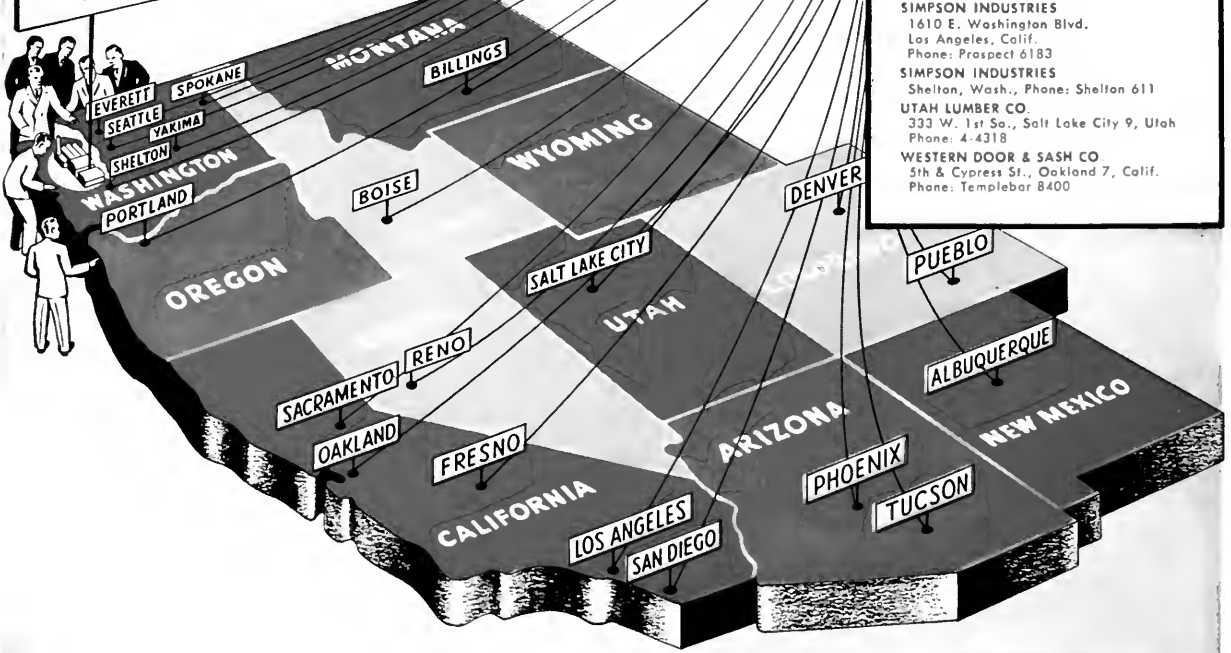 SIMPSON INDUSTRIES
1610 E. Washington Blvd.
Los Angeles, Calif.
Phone: Prospect 6183
SIMPSON INDUSTRIES
Shelton, Wash., Phone: Shelton 611
UTAH LUMBER CO.
333 W. 1st So., Salt Lake City 9, Utah
Phone: 4-4318
WESTERN DOOR & SASH CO.
5th & Cypress St., Oakland 7, Calif.
Phone: Templebar 8400
MONTANA
BILLINGS
SPOKANE
EVERETT
SEATTLE
YAKIMA
SHELTON
WASHINGTON
PORTLAND
WYOMING
BOISE
DENVER
OREGON
SALT LAKE CITY
UTAH
COLORADO
PUEBLO
RENO
SACRAMENTO
OAKLAND
FRESNO
CALIFORNIA
LOS ANGELES
SAN DIEGO
ARIZONA
PHOENIX
TUCSON
ALBUQUERQUE
NEW MEXICO